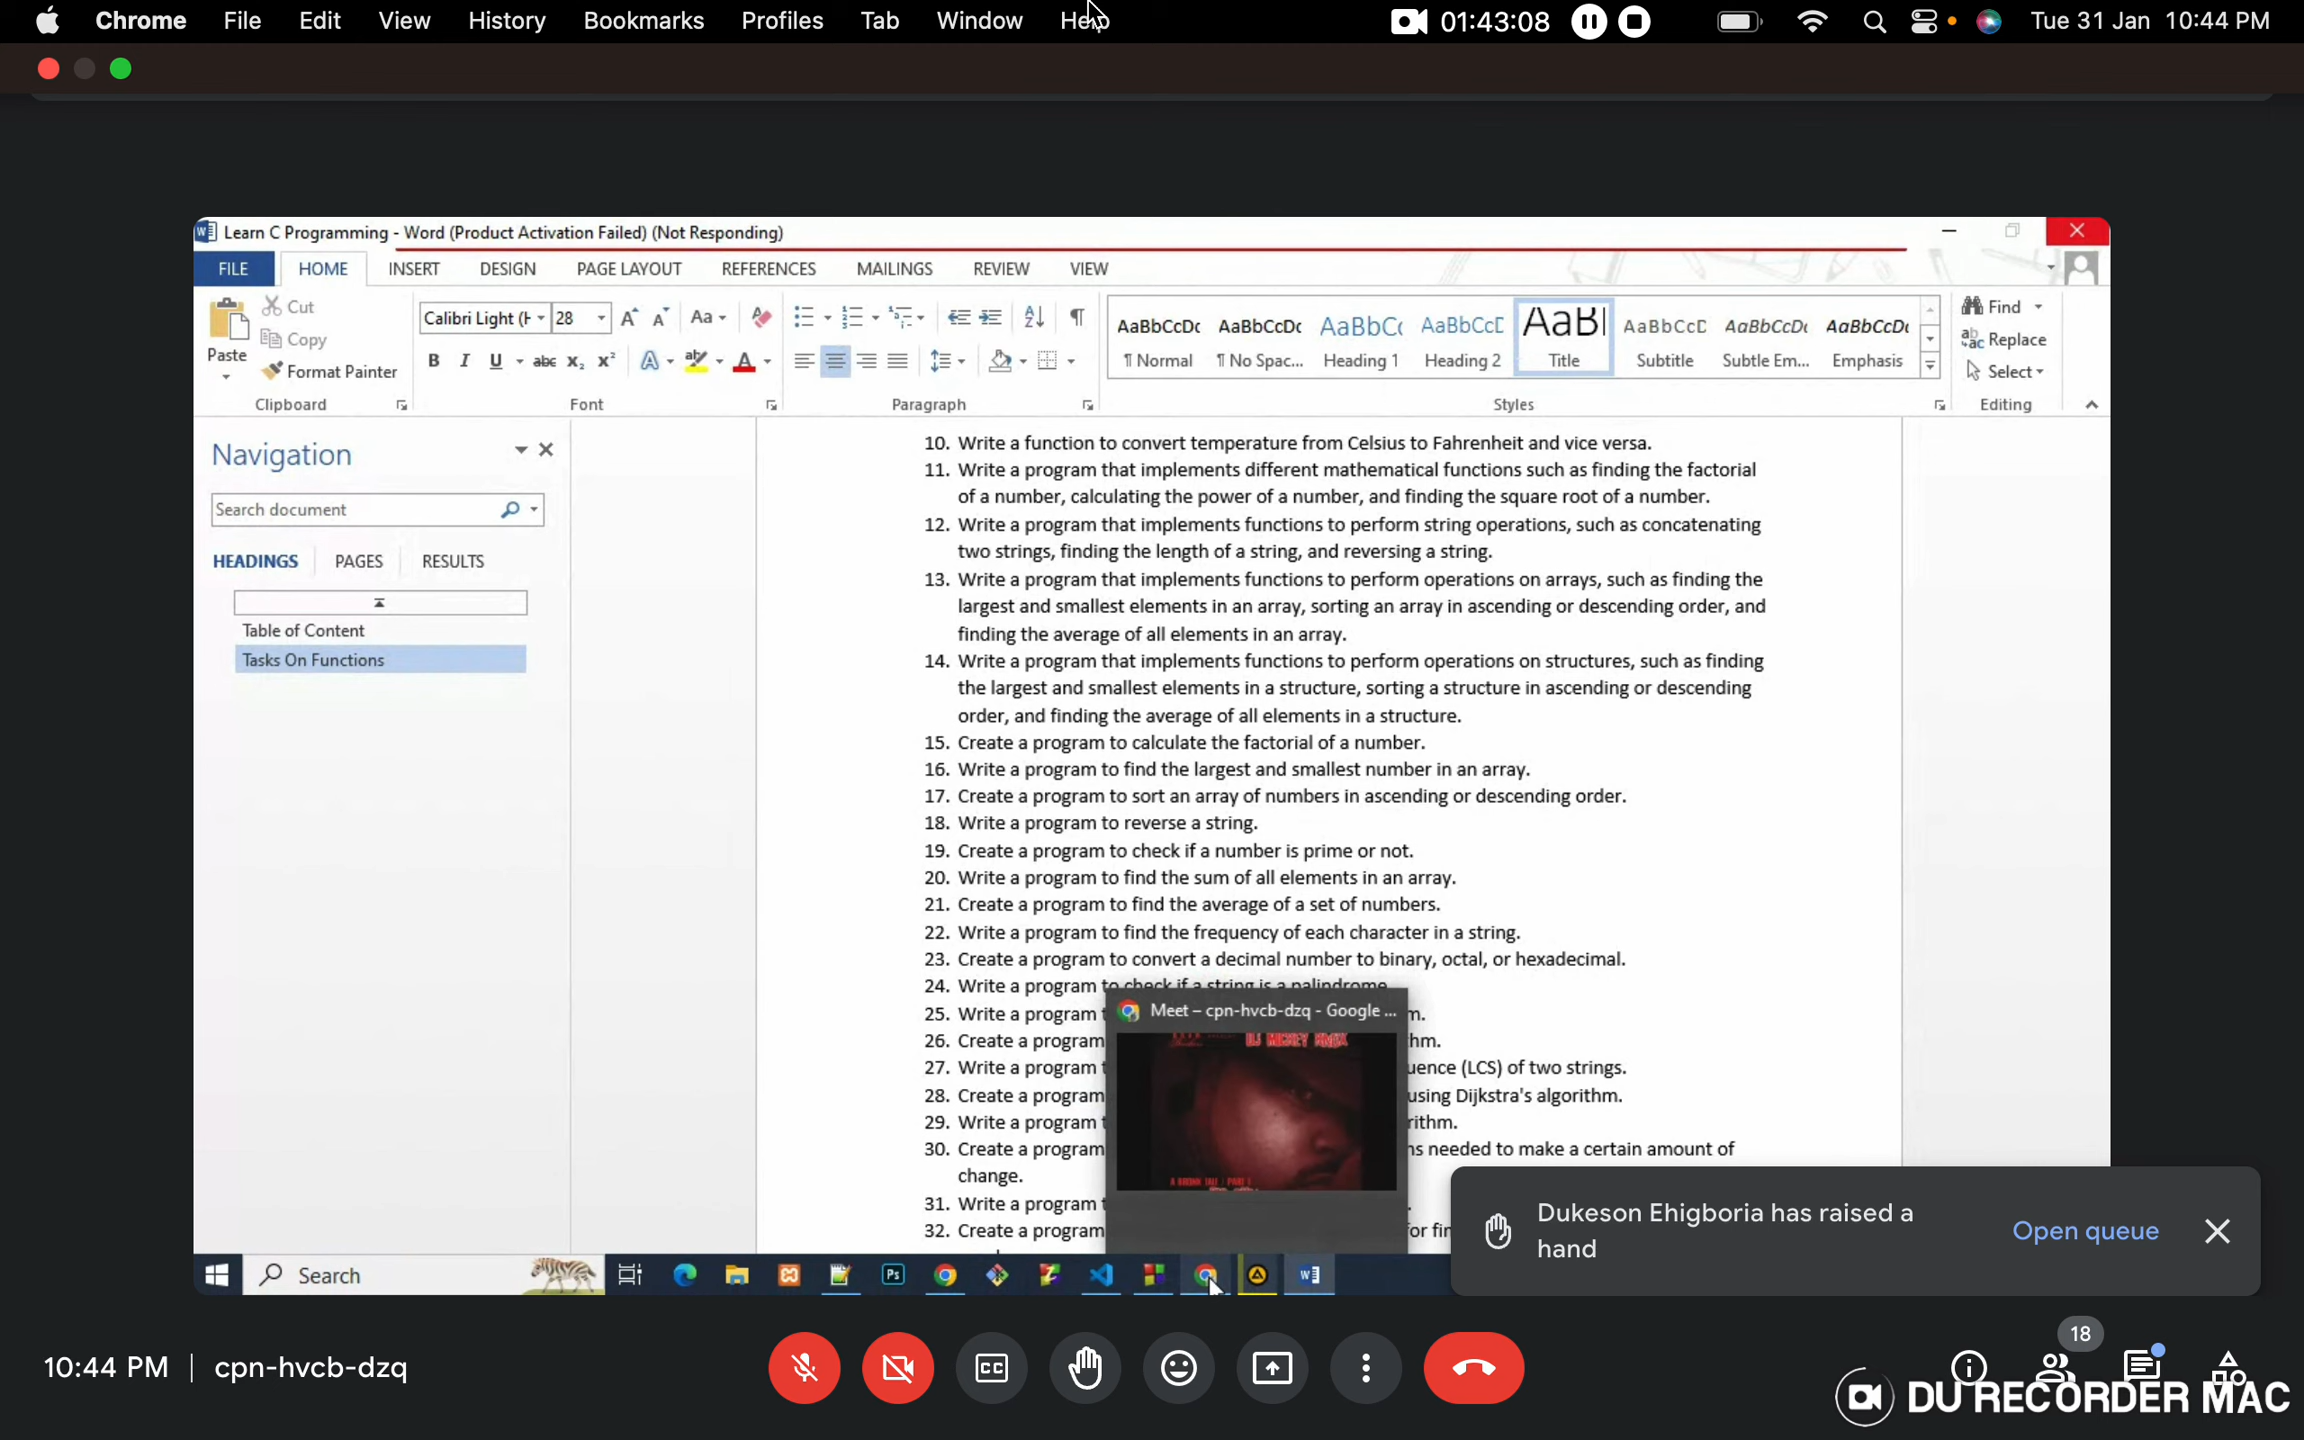 Chrome File Edit View History Bookmarks Profiles Tab Window Help 01:43:08 Tue 31 Jan 10:44 PM
Learn C Programming - Word (Product Activation Failed) (Not Responding)
FILE HOME INSERT DESIGN PAGE LAYOUT REFERENCES MAILINGS REVIEW VIEW
Paste
Cut
Copy
Format Painter
Clipboard
Calibri Light (H 28
Font
Paragraph
AaBbCcDc AaBbCcDc AaBbCc AaBbCcE AaBl AaBbCcD AaBbCcDc AaBbCcDc
¶ Normal ¶ No Spac... Heading 1 Heading 2 Title Subtitle Subtle Em... Emphasis
Styles
Find
Replace
Select
Editing
Navigation
Search document
HEADINGS PAGES RESULTS
Table of Content
Tasks On Functions
10. Write a function to convert temperature from Celsius to Fahrenheit and vice versa.
11. Write a program that implements different mathematical functions such as finding the factorial
of a number, calculating the power of a number, and finding the square root of a number.
12. Write a program that implements functions to perform string operations, such as concatenating
two strings, finding the length of a string, and reversing a string.
13. Write a program that implements functions to perform operations on arrays, such as finding the
largest and smallest elements in an array, sorting an array in ascending or descending order, and
finding the average of all elements in an array.
14. Write a program that implements functions to perform operations on structures, such as finding
the largest and smallest elements in a structure, sorting a structure in ascending or descending
order, and finding the average of all elements in a structure.
15. Create a program to calculate the factorial of a number.
16. Write a program to find the largest and smallest number in an array.
17. Create a program to sort an array of numbers in ascending or descending order.
18. Write a program to reverse a string.
19. Create a program to check if a number is prime or not.
20. Write a program to find the sum of all elements in an array.
21. Create a program to find the average of a set of numbers.
22. Write a program to find the frequency of each character in a string.
23. Create a program to convert a decimal number to binary, octal, or hexadecimal.
24. Write a program to check if a string is a palindrome
25. Write a program t m.
26. Create a program hm.
27. Write a program t uence (LCS) of two strings.
28. Create a program using Dijkstra's algorithm.
29. Write a program t rithm.
30. Create a program ns needed to make a certain amount of
change.
31. Write a program t
32. Create a program or fin
Meet – cpn-hvcb-dzq - Google ...
DJ MICKEY
A BRONX TALE / PART 1
Dukeson Ehigboria has raised a
hand
Open queue
Search
10:44 PM cpn-hvcb-dzq
18
DU RECORDER MAC